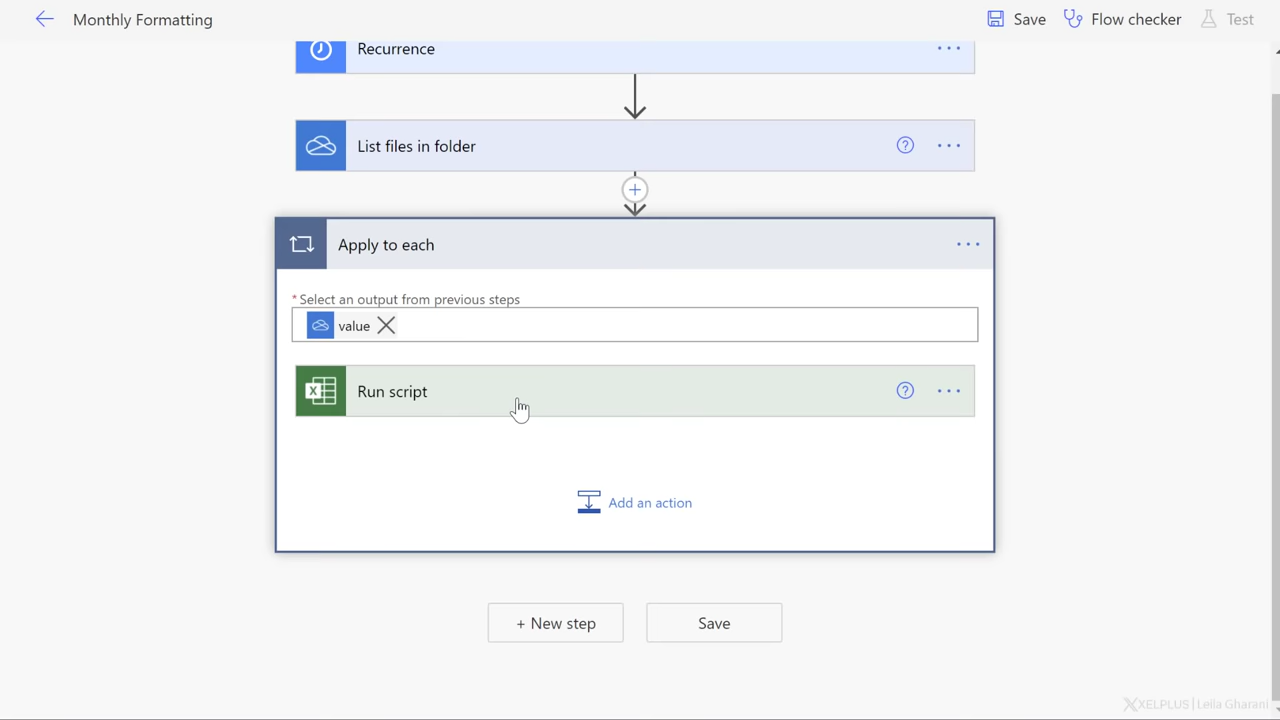 Monthly Formatting
Save
Flow checker
Test
Recurrence
List files in folder
?
Apply to each
* Select an output from previous steps
value
Run script
?
Add an action
+ New step
Save
XELPLUS | Leila Gharani